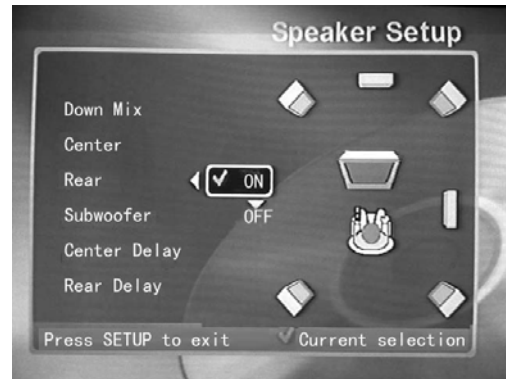 Speaker Setup
Down Mix
Center
Rear ON
Subwoofer OFF
Center Delay
Rear Delay
Press SETUP to exit Current selection